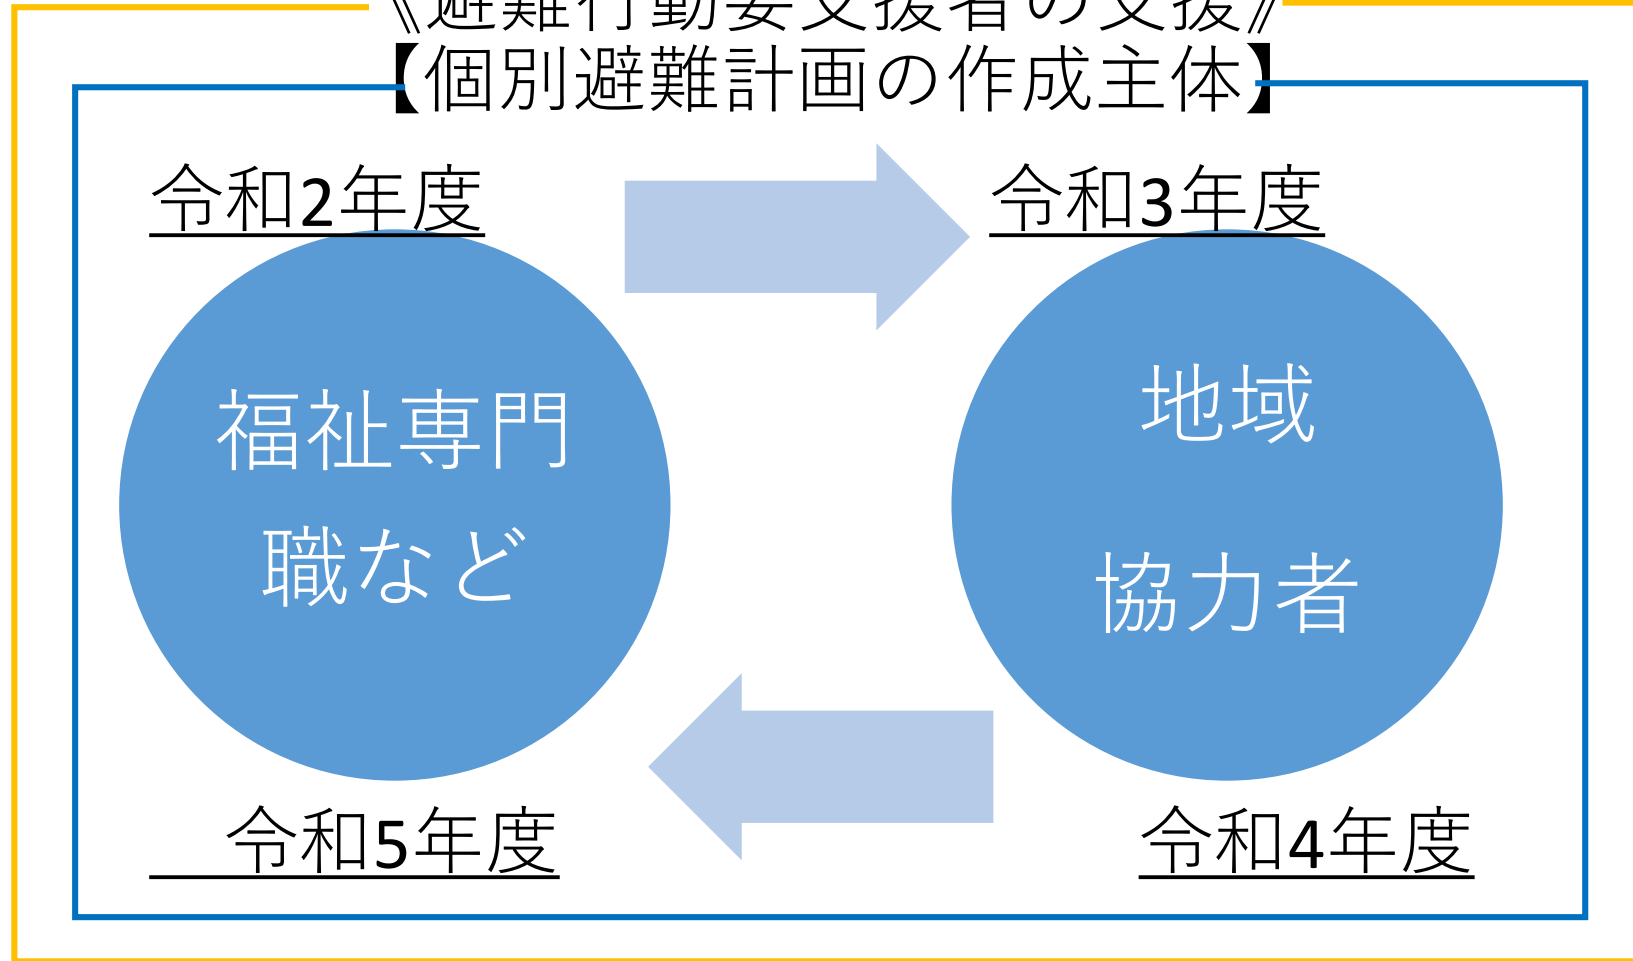 《避難行動要支援者の支援》
【個別避難計画の作成主体】
令和2年度
令和3年度
福祉専門
職など
地域
協力者
令和5年度
令和4年度